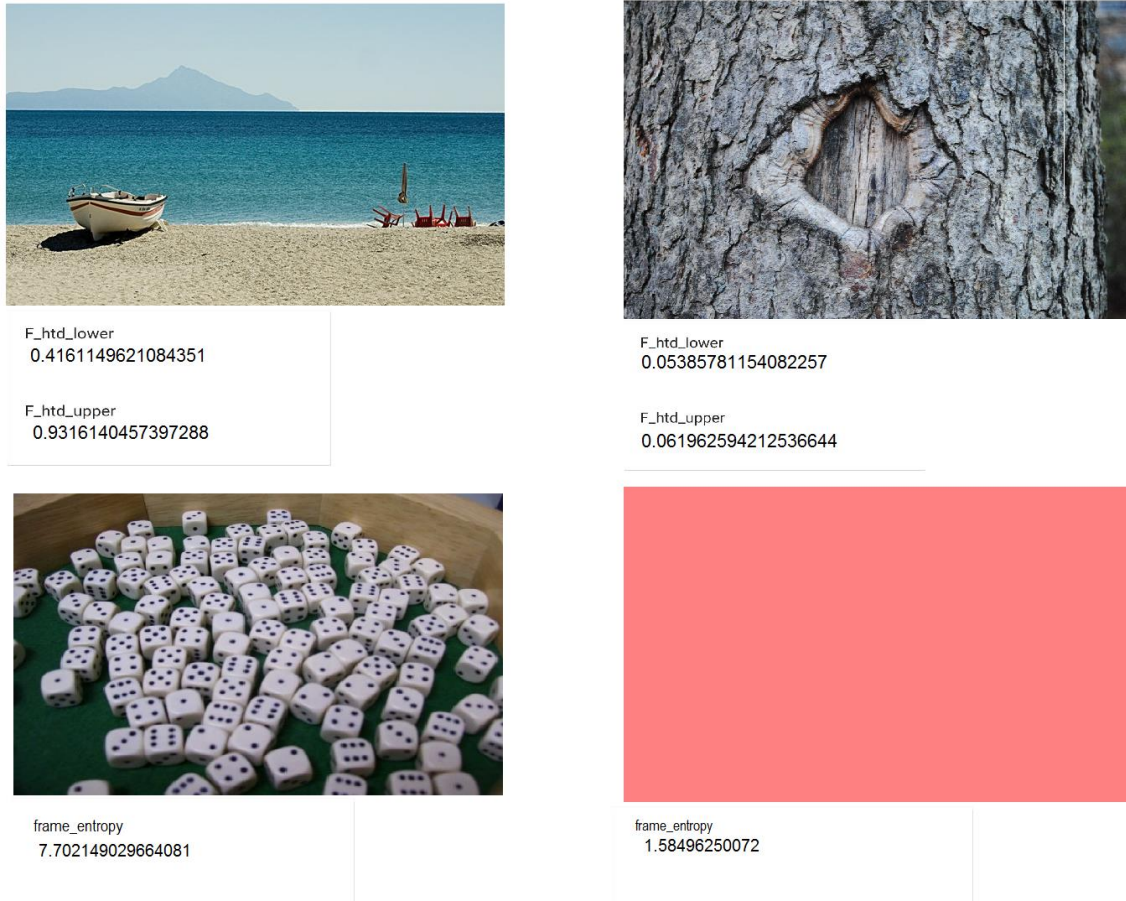 F_htd_lower
0.4161149621084351
F_htd_upper
0.9316140457397288
F_htd_lower
0.05385781154082257
F_htd_upper
0.061962594212536644
frame_entropy
7.702149029664081
frame_entropy
1.58496250072